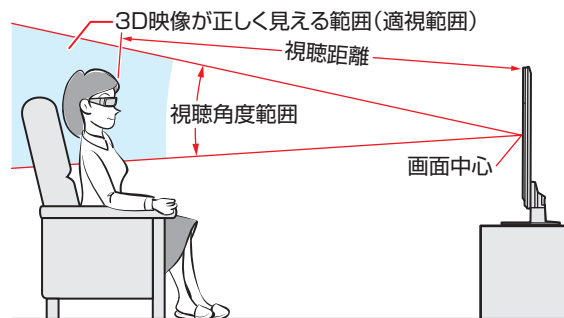 3D映像が正しく見える範囲（適視範囲）
視聴距離
視聴角度範囲
画面中心